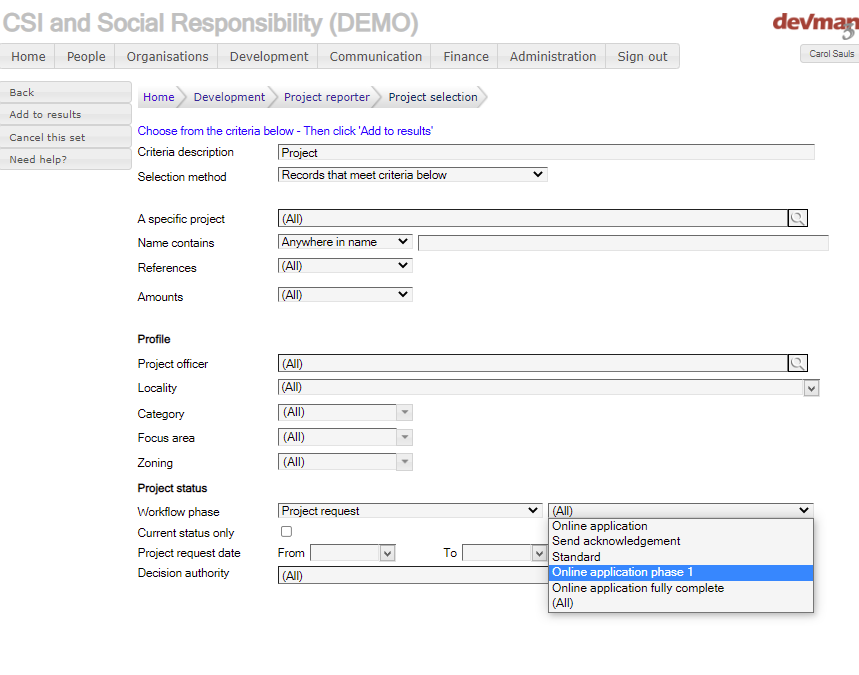 CSI and Social Responsibility (DEMO)
devman
3
Home People Organisations Development Communication Finance Administration Sign out
Carol Sauls
Back
Add to results
Cancel this set
Need help?
Home Development Project reporter Project selection
Choose from the criteria below - Then click 'Add to results'
Criteria description Project
Selection method Records that meet criteria below
A specific project (All)
Name contains Anywhere in name
References (All)
Amounts (All)
Profile
Project officer (All)
Locality (All)
Category (All)
Focus area (All)
Zoning (All)
Project status
Workflow phase Project request (All)
Online application
Current status only
Send acknowledgement
Project request date From To
Standard
Decision authority (All)
Online application phase 1
Online application fully complete
(All)